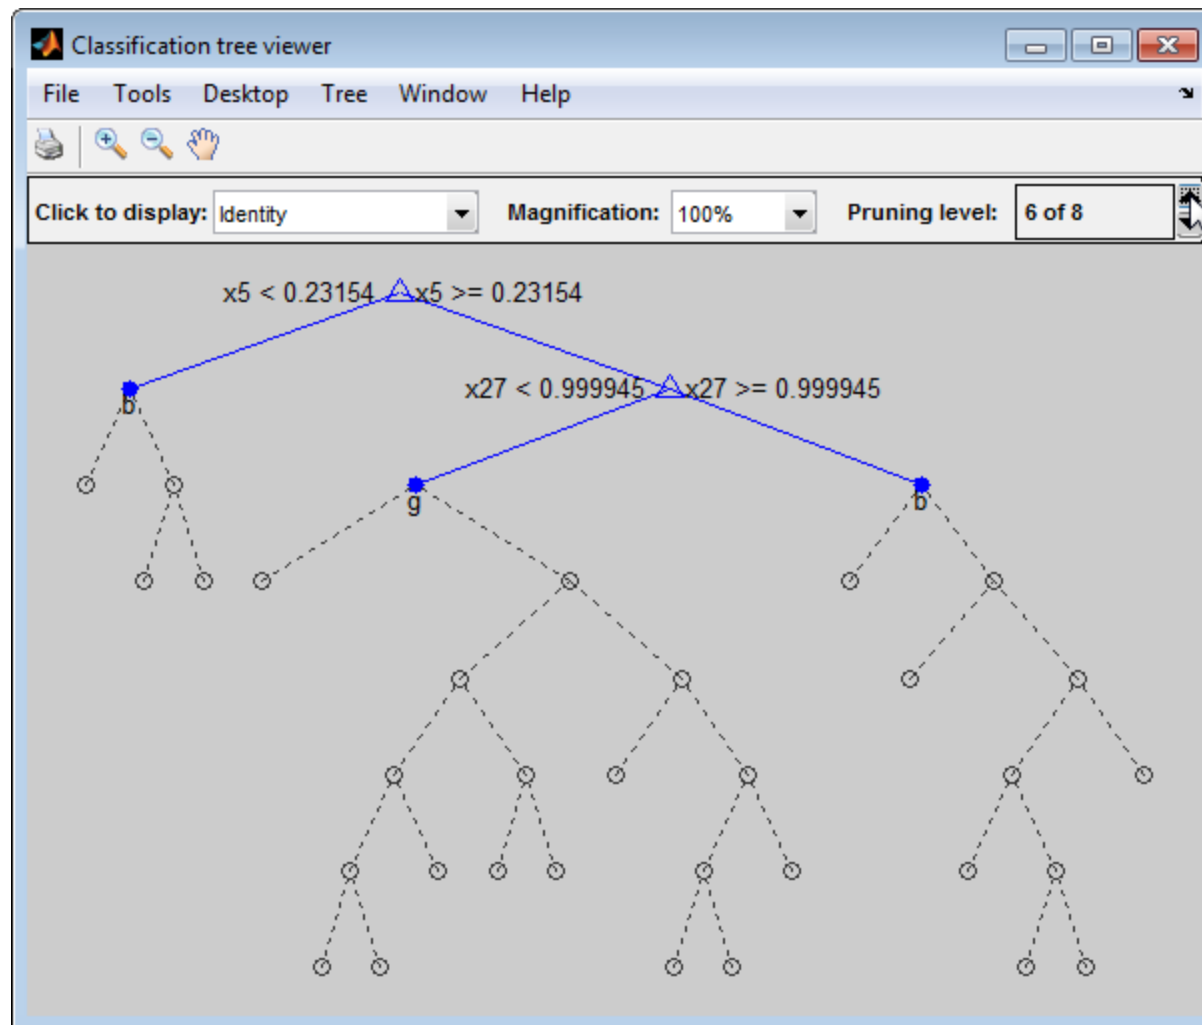 Classification tree viewer
File Tools Desktop Tree Window Help
Click to display: Identity Magnification: 100% Pruning level: 6 of 8
x5 < 0.23154 x5 >= 0.23154
b x27 < 0.999945 x27 >= 0.999945
g b